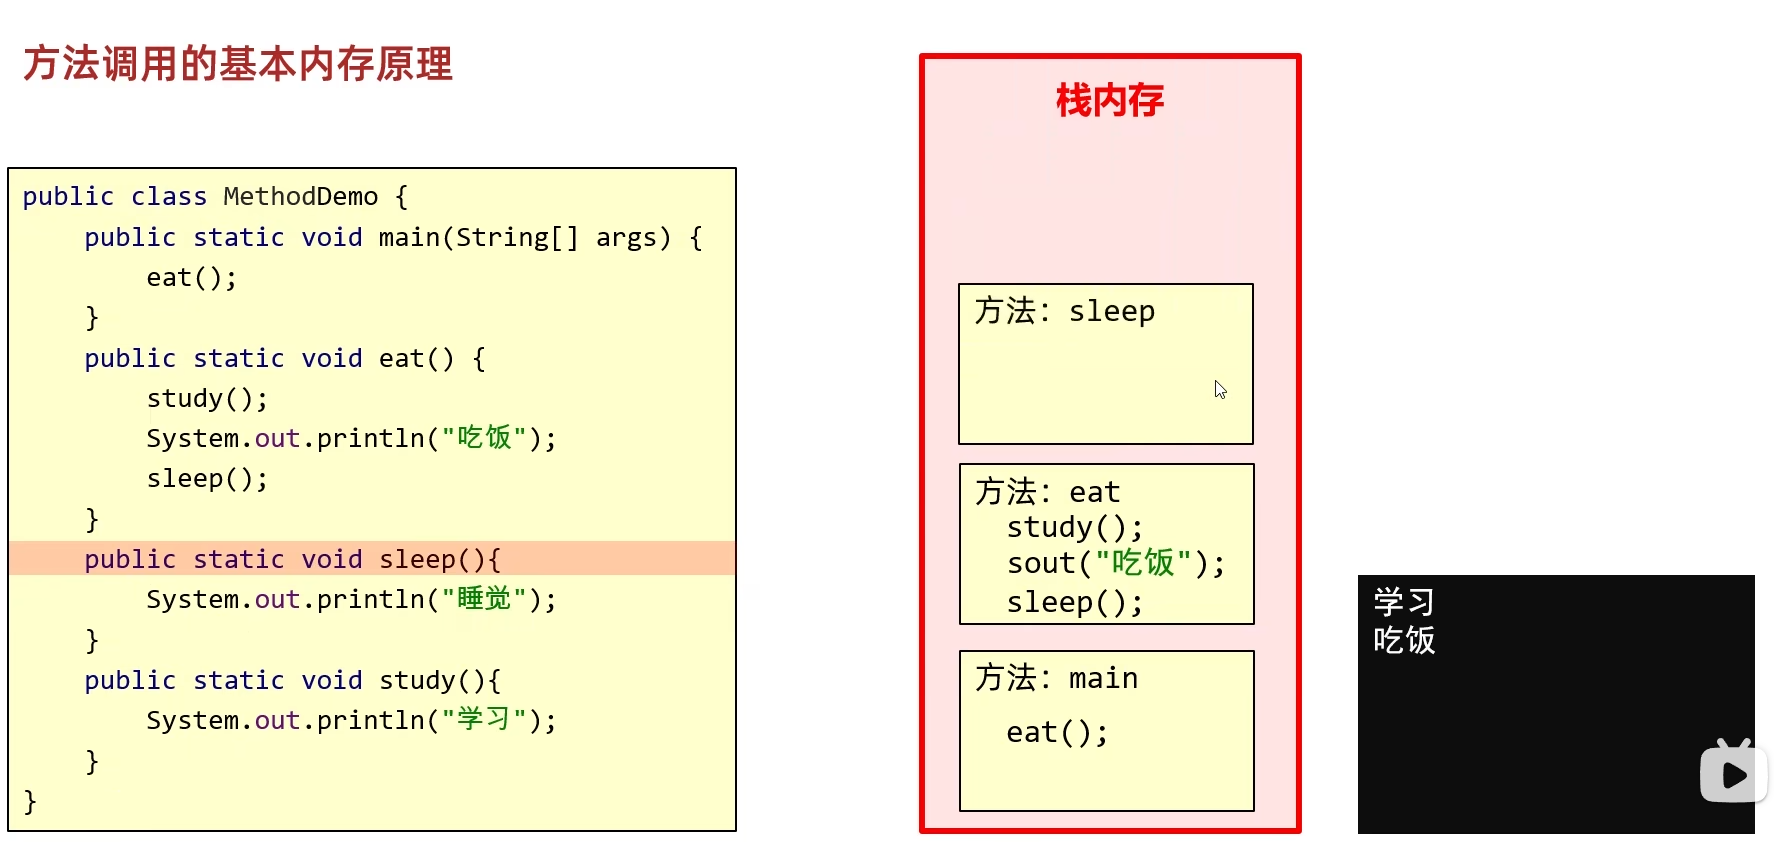 方法调用的基本内存原理
public class MethodDemo {
    public static void main(String[] args) {
        eat();
    }
    public static void eat() {
        study();
        System.out.println("吃饭");
        sleep();
    }
    public static void sleep(){
        System.out.println("睡觉");
    }
    public static void study(){
        System.out.println("学习");
    }
}
栈内存
方法：sleep
方法：eat
study();
sout("吃饭");
sleep();
方法：main
eat();
学习
吃饭